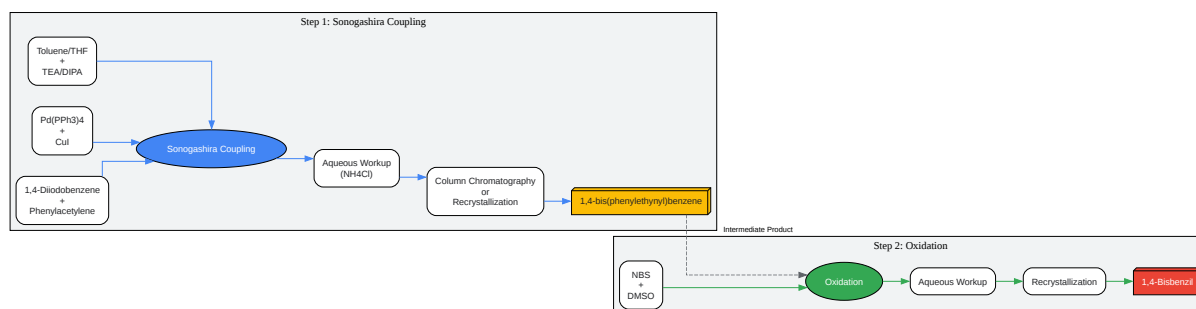 Step 1: Sonogashira Coupling
Toluene/THF
+
TEA/DIPA
Pd(PPh3)4
+
CuI
1,4-Diiodobenzene
+
Phenylacetylene
Sonogashira Coupling
Aqueous Workup
(NH4Cl)
Column Chromatography
or
Recrystallization
1,4-bis(phenylethynyl)benzene
Intermediate Product
Step 2: Oxidation
NBS
+
DMSO
Oxidation
Aqueous Workup
Recrystallization
1,4-Bisbenzil